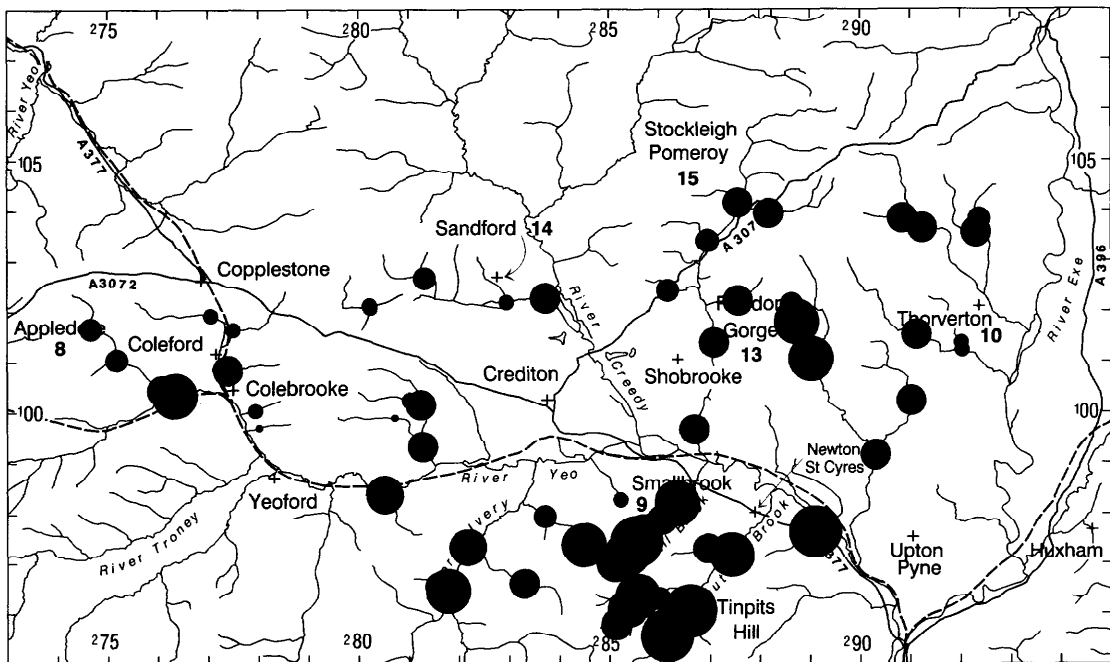 275
280
285
290
River Yeo
A377
Stockleigh
Pomeroy
15
105
105
Sandford 14
A307
A396
River Exe
Copplestone
A3072
River Creedy
Thorverton
10
Gorge
13
8
Coleford
Crediton
Shobrooke
Colebrooke
100
100
Newton
St Cyres
River Yeo
Yeoford
Smallbrook
9
Brook
River Troney
Upton
Pyne
Huxham
Tinpits
Hill
275
280
285
290